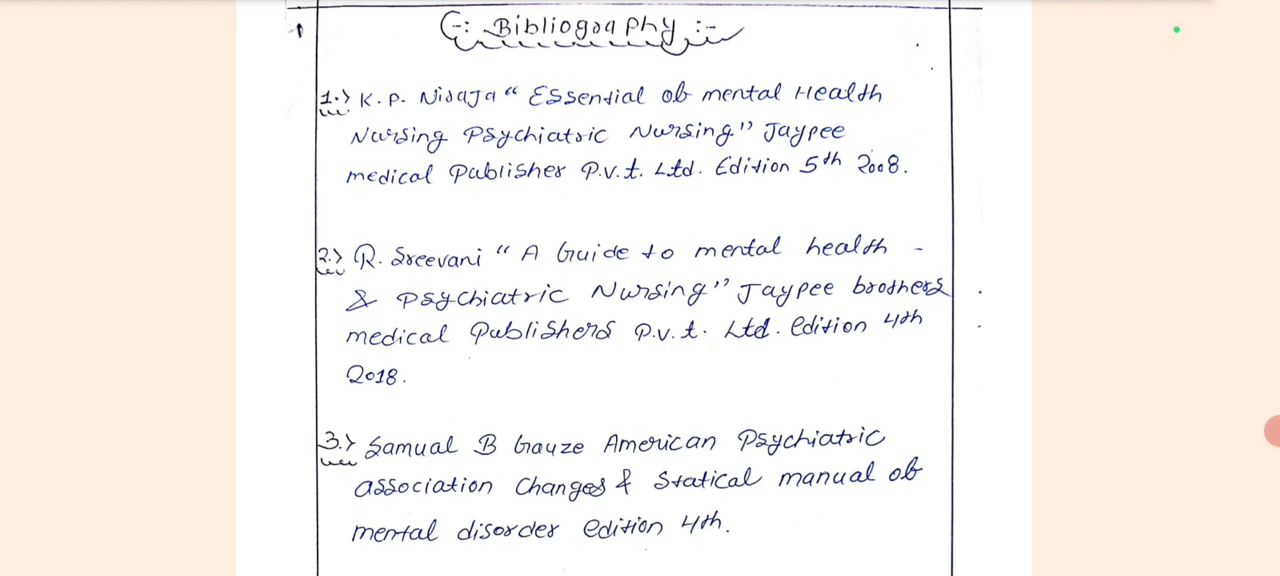 Bibliography
1.) K. P. Niraja “ Essential of mental Health
Nursing Psychiatric Nursing” Jaypee
medical Publisher P.v.t. Ltd. Edition 5th 2008.
2.) R. Sreevani “ A Guide to mental health -
& Psychiatric Nursing” Jaypee brothers
medical Publishers P.v.t. Ltd. edition 4th
2018.
3.) Samual B Gauze American Psychiatric
association Changes & Statical manual of
mental disorder edition 4th.